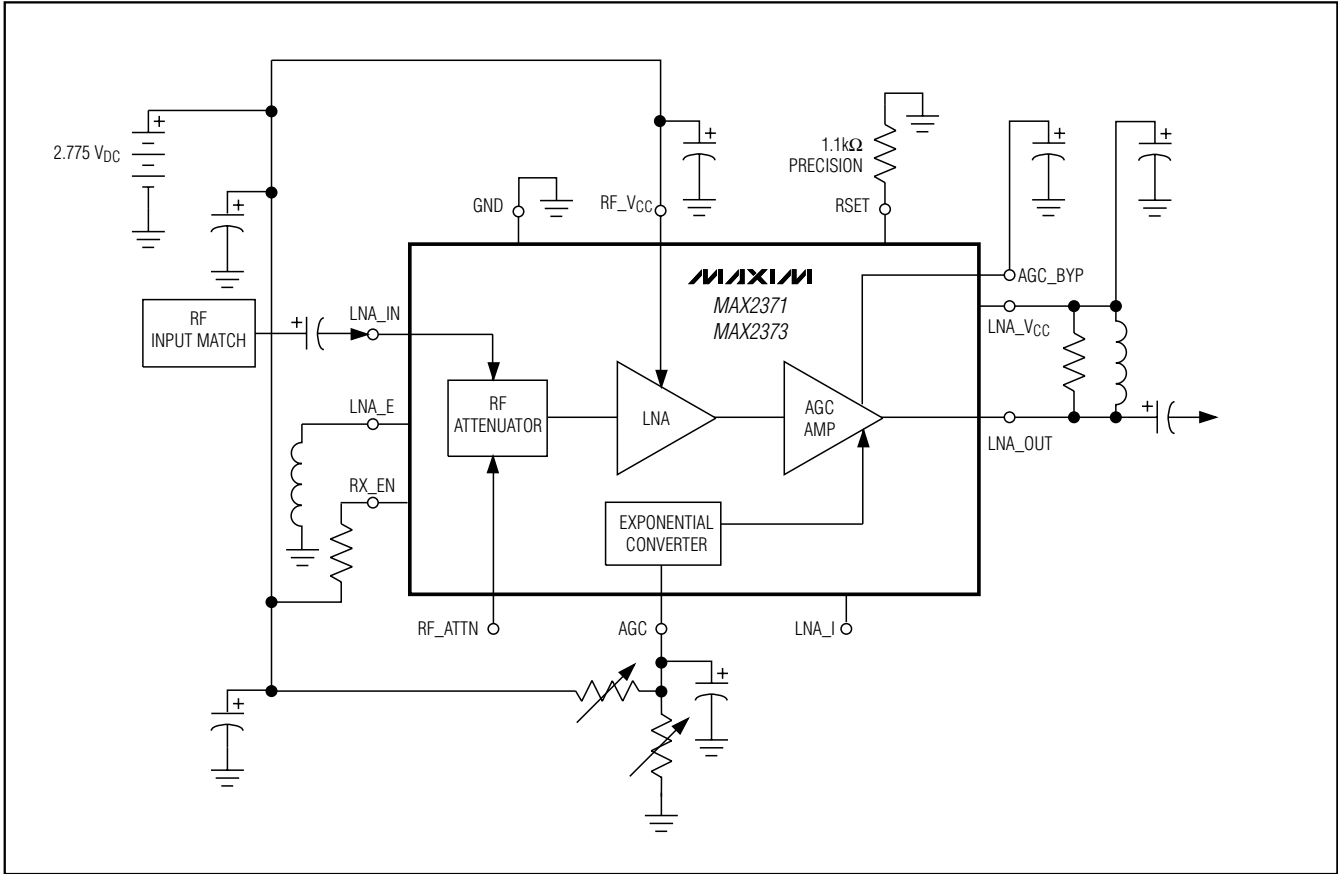 2.775 VDC
+
+
+
GND
RF_VCC
1.1kΩ
PRECISION
RSET
+
+
AGC_BYP
LNA_VCC
LNA_OUT
+
MAXIM
MAX2371
MAX2373
RF
INPUT MATCH
+
LNA_IN
LNA_E
RX_EN
RF
ATTENUATOR
LNA
AGC
AMP
EXPONENTIAL
CONVERTER
RF_ATTN
AGC
LNA_I
+
+